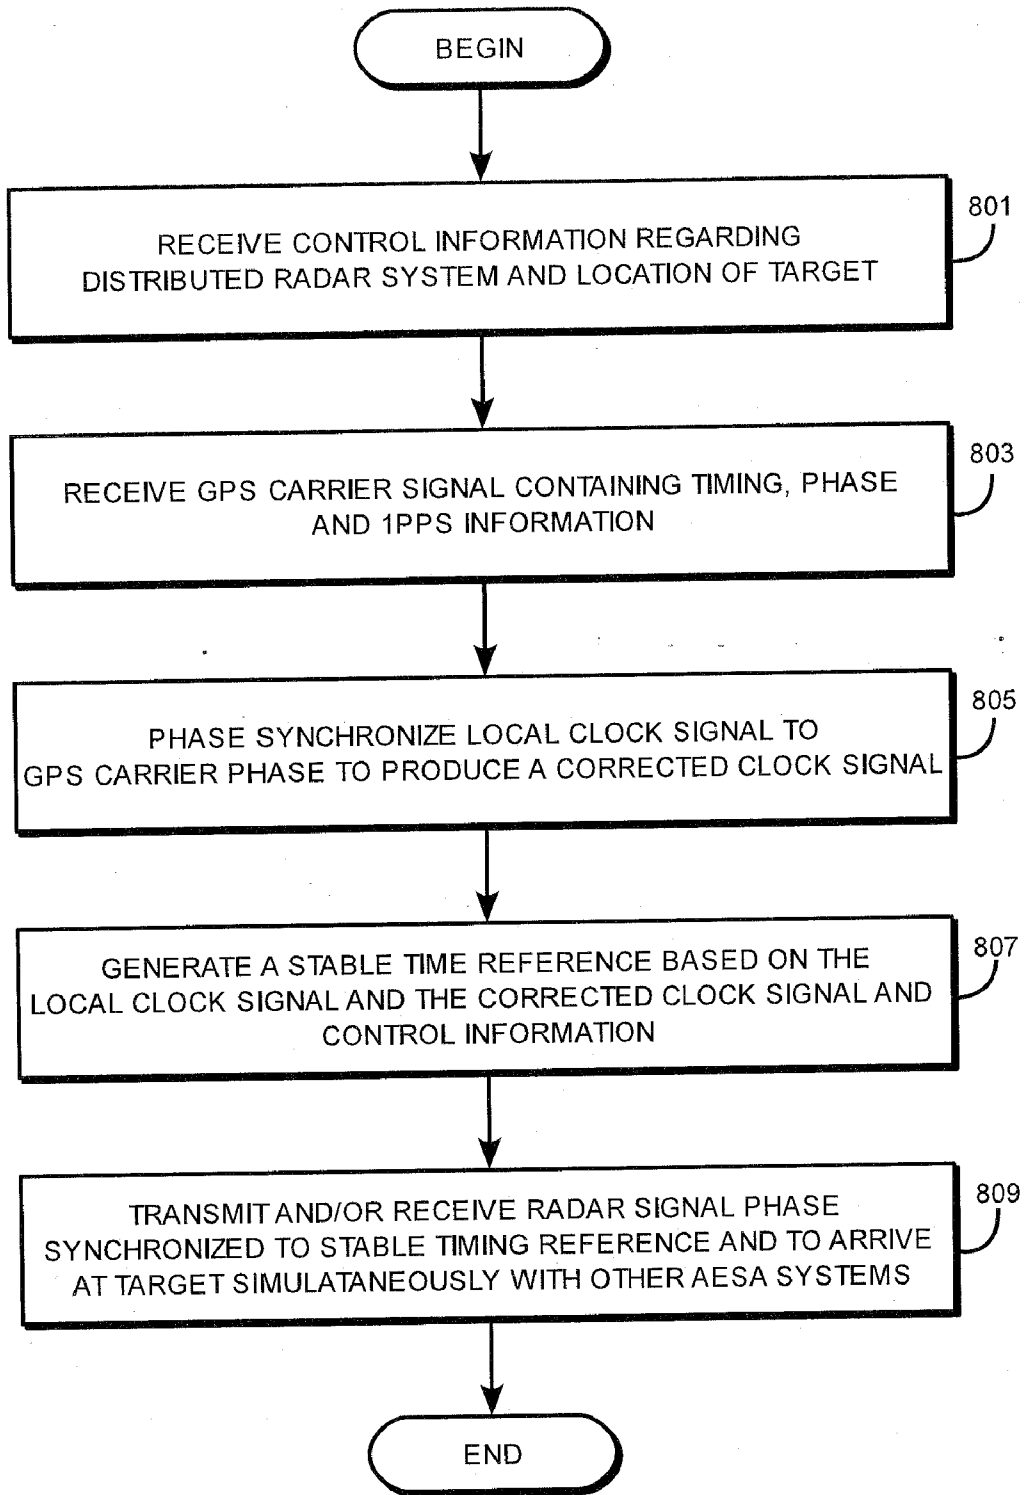 BEGIN
801
RECEIVE CONTROL INFORMATION REGARDING
DISTRIBUTED RADAR SYSTEM AND LOCATION OF TARGET
803
RECEIVE GPS CARRIER SIGNAL CONTAINING TIMING, PHASE
AND 1PPS INFORMATION
805
PHASE SYNCHRONIZE LOCAL CLOCK SIGNAL TO
GPS CARRIER PHASE TO PRODUCE A CORRECTED CLOCK SIGNAL
807
GENERATE A STABLE TIME REFERENCE BASED ON THE
LOCAL CLOCK SIGNAL AND THE CORRECTED CLOCK SIGNAL AND
CONTROL INFORMATION
809
TRANSMIT AND/OR RECEIVE RADAR SIGNAL PHASE
SYNCHRONIZED TO STABLE TIMING REFERENCE AND TO ARRIVE
AT TARGET SIMULATANEOUSLY WITH OTHER AESA SYSTEMS
END